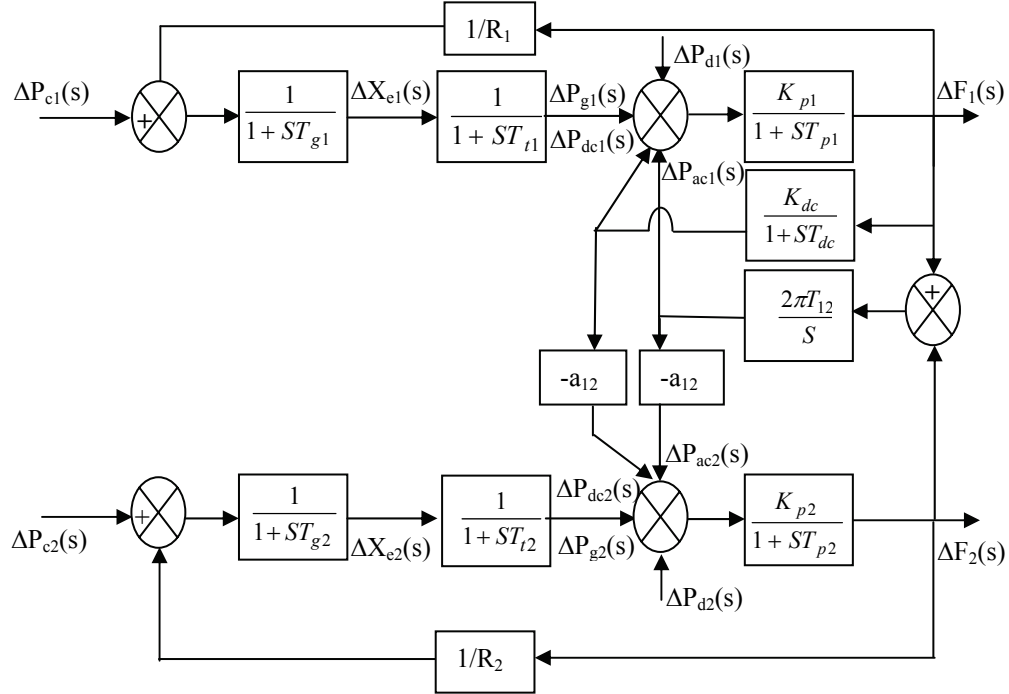 1/R₁
ΔP_c1(s)
+
1
1 + ST_g1
ΔX_e1(s)
1
1 + ST_t1
ΔP_g1(s)
ΔP_dc1(s)
ΔP_d1(s)
ΔP_ac1(s)
K_p1
1 + ST_p1
ΔF₁(s)
K_dc
1 + ST_dc
2πT₁₂
S
+
-a₁₂
-a₁₂
ΔP_c2(s)
+
1
1 + ST_g2
ΔX_e2(s)
1
1 + ST_t2
ΔP_dc2(s)
ΔP_g2(s)
ΔP_ac2(s)
ΔP_d2(s)
K_p2
1 + ST_p2
ΔF₂(s)
1/R₂